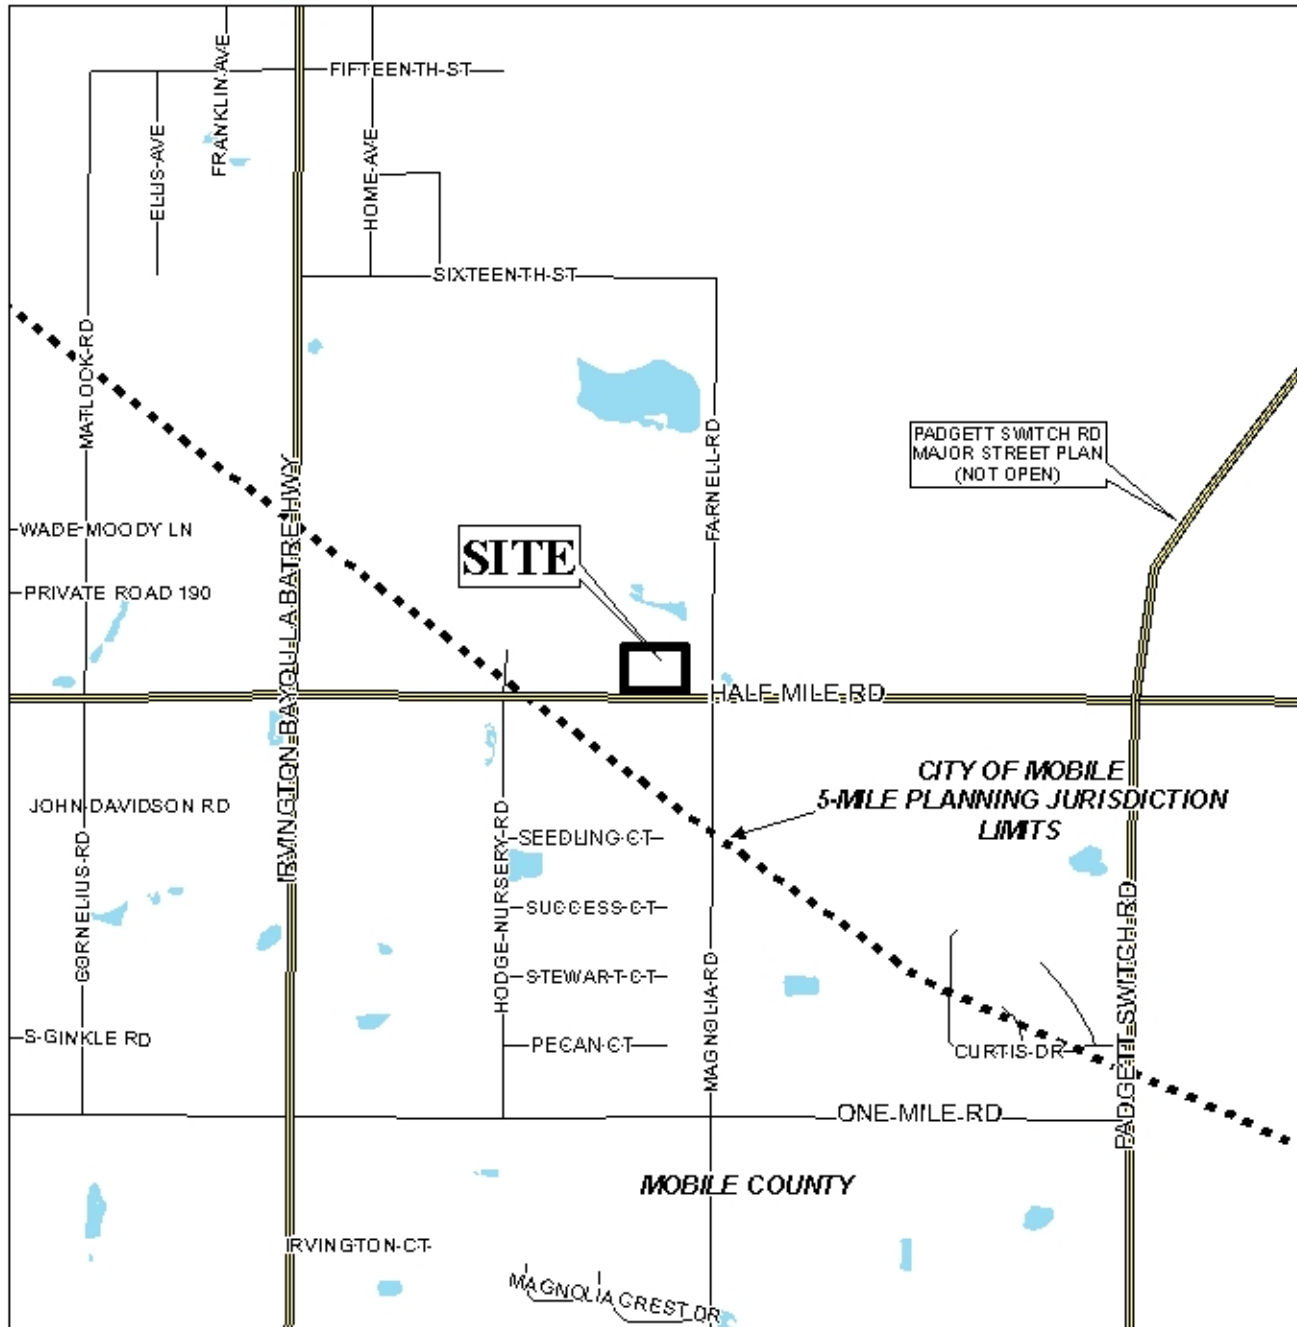 FIFTEENTH ST
FRANKLIN AVE
ELLIS AVE
HOME AVE
SIXTEENTH ST
MATLOOK RD
FARNELL RD
PADGETT SWITCH RD
MAJOR STREET PLAN
(NOT OPEN)
IRVINGTON BAYOU LA BATRE HWY
WADE MOODY LN
SITE
PRIVATE ROAD 190
HALF MILE RD
CITY OF MOBILE
5-MILE PLANNING JURISDICTION
LIMITS
JOHN DAVIDSON RD
GORNELIUS RD
HODGE NURSERY RD
SEEDLING CT
SUCCESS CT
STEWART CT
PECAN CT
MAGNOLIA RD
PADGETT SWITCH RD
S GINKLE RD
CURTIS DR
ONE MILE RD
MOBILE COUNTY
IRVINGTON CT
MAGNOLIA CREST DR